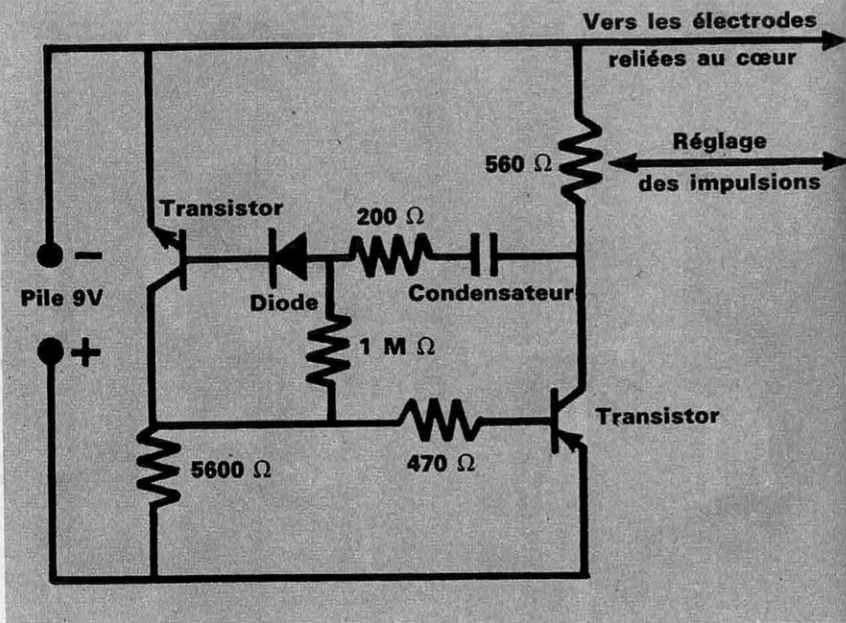 Vers les électrodes
reliées au cœur
560 Ω
Réglage
des impulsions
Transistor
200 Ω
−
Pile 9V
+
Diode
Condensateur
1 M Ω
470 Ω
Transistor
5600 Ω